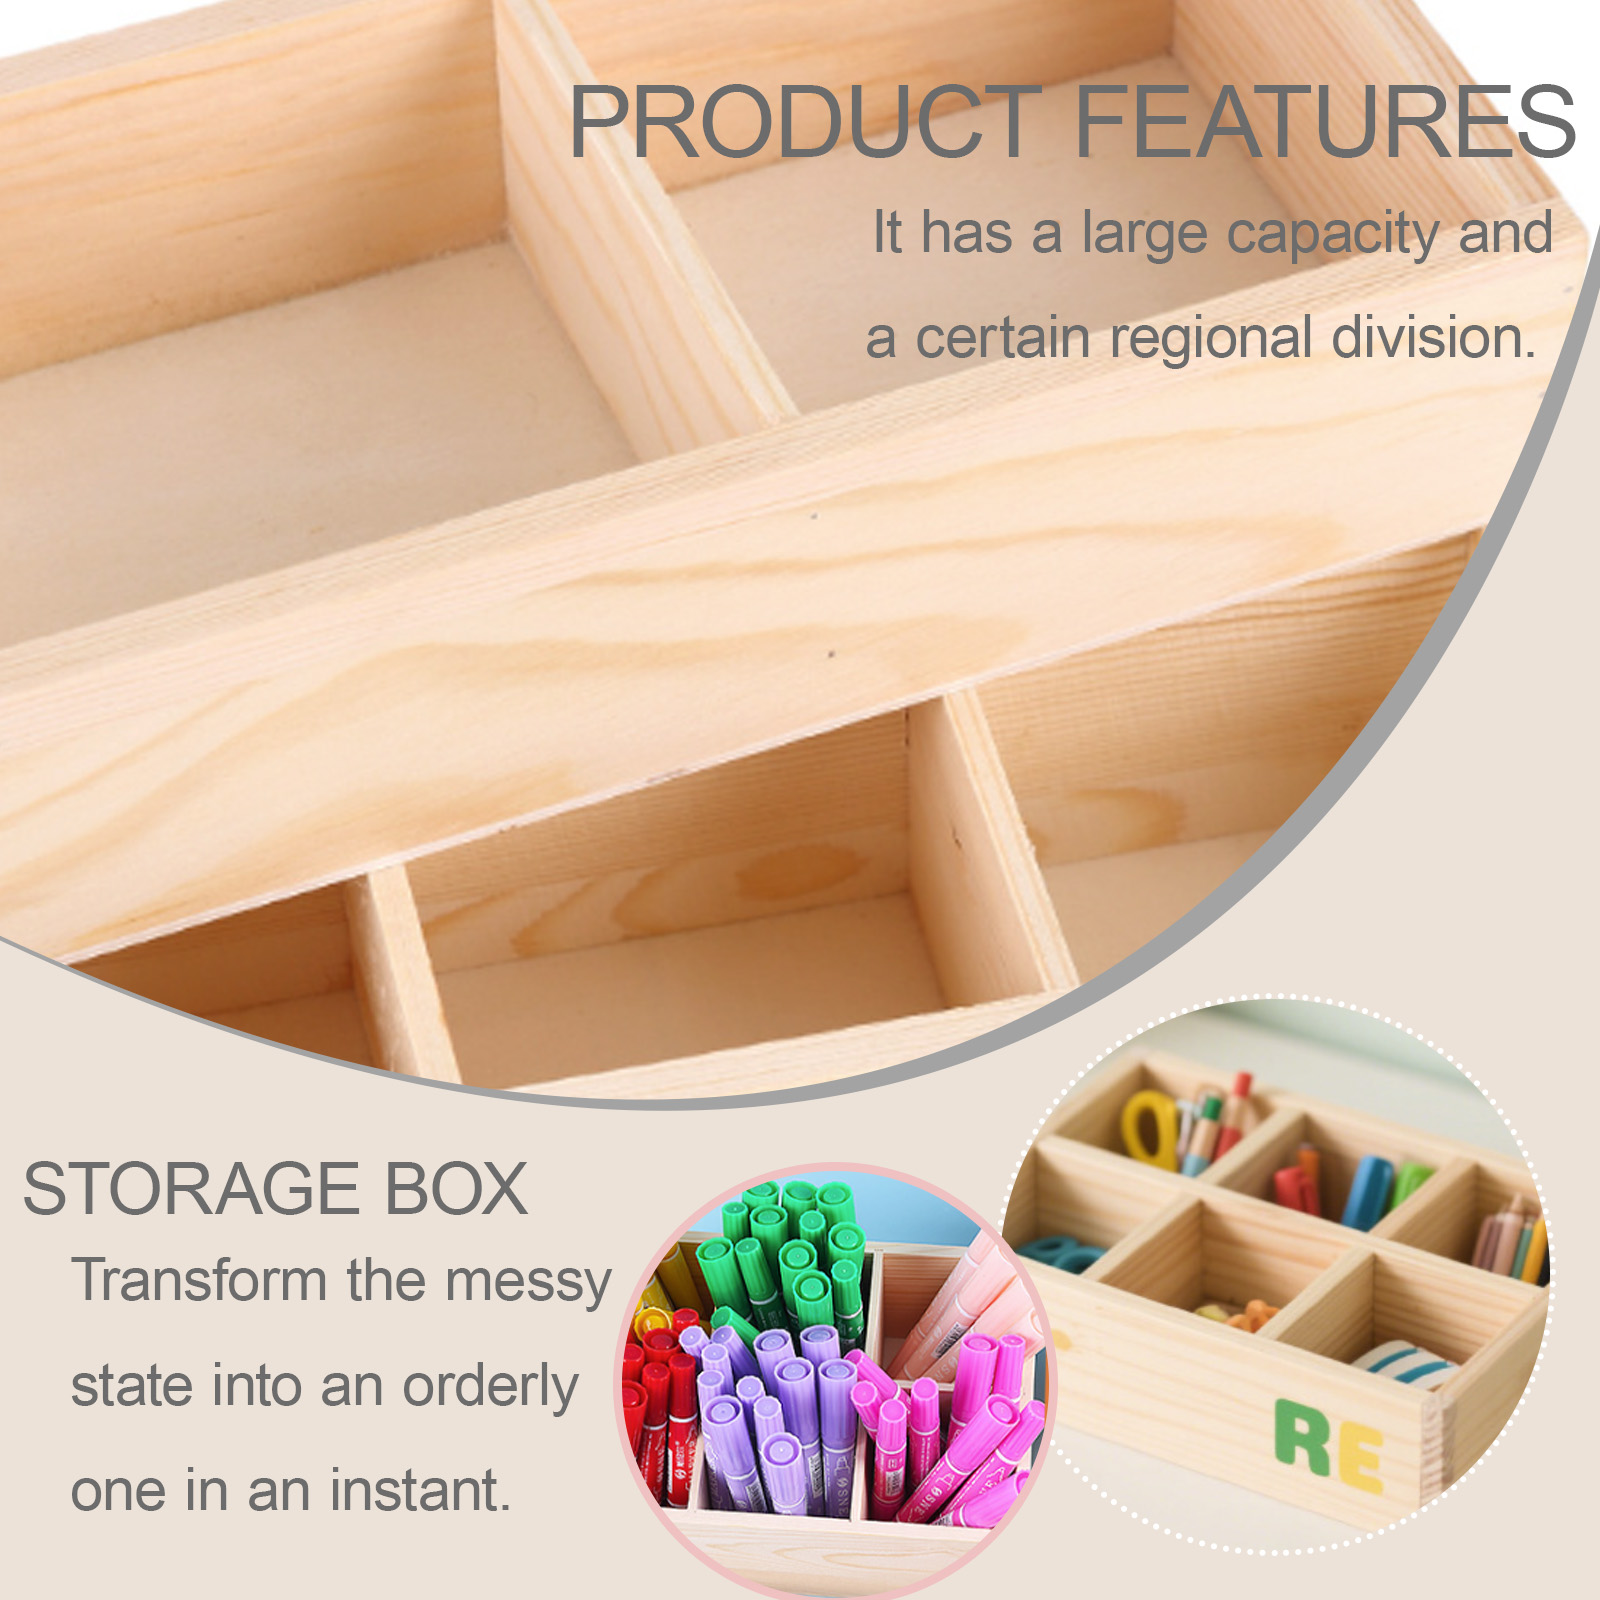 PRODUCT FEATURES
It has a large capacity and
a certain regional division.
STORAGE BOX
Transform the messy
state into an orderly
one in an instant.
RE